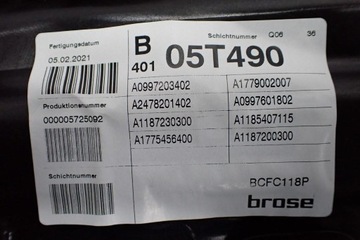 Fertigungsdatum
05.02.2021
B
401
05T490
Schichtnummer Q06 36
Produktionsnummer
000005725092
Schichtnummer
A0997203402 A1779002007
A2478201402 A0997601802
A1187230300 A1185407115
A1775456400 A1187200300
BCFC118P
brose